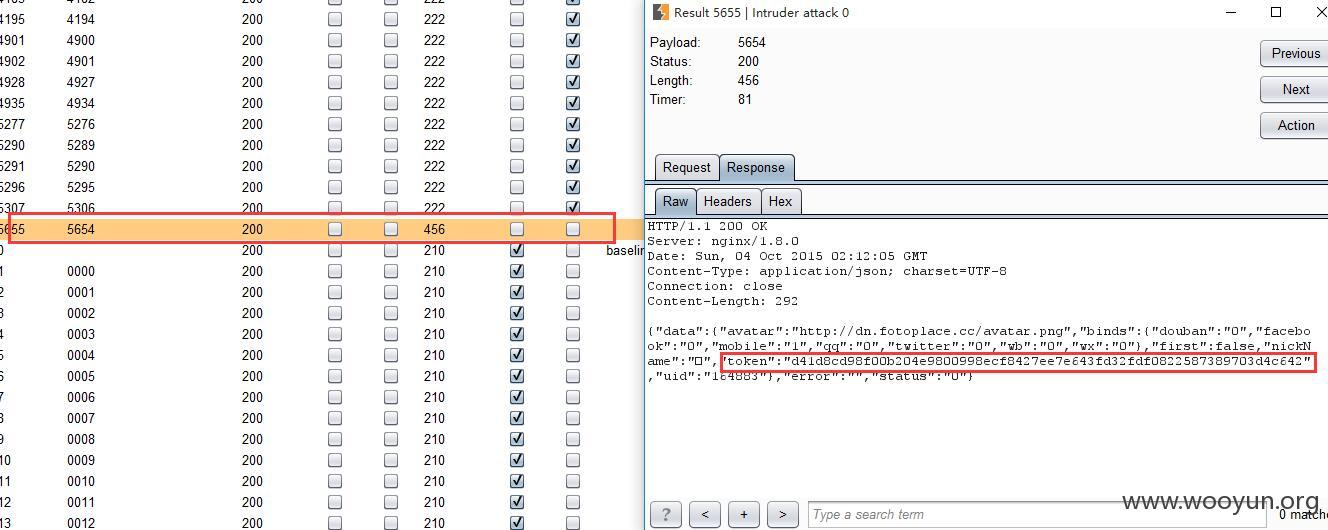 4195 4192 200 222
4901 4900 200 222
4902 4901 200 222
4928 4927 200 222
4935 4934 200 222
5277 5276 200 222
5290 5289 200 222
5291 5290 200 222
5296 5295 200 222
5307 5306 200 222
5655 5654 200 456
0 200 210 baselin
1 0000 200 210
2 0001 200 210
3 0002 200 210
4 0003 200 210
5 0004 200 210
6 0005 200 210
7 0006 200 210
8 0007 200 210
9 0008 200 210
10 0009 200 210
11 0010 200 210
12 0011 200 210
13 0012 200 210
Result 5655 | Intruder attack 0
Payload: 5654
Status: 200
Length: 456
Timer: 81
Previous
Next
Action
Request Response
Raw Headers Hex
HTTP/1.1 200 OK
Server: nginx/1.8.0
Date: Sun, 04 Oct 2015 02:12:05 GMT
Content-Type: application/json; charset=UTF-8
Connection: close
Content-Length: 292
{"data":{"avatar":"http://dn.fotoplace.cc/avatar.png","binds":{"douban":"0","facebo
ok":"0","mobile":"1","qq":"0","twitter":"0","wb":"0","wx":"0"},"first":false,"nickN
ame":"□","token":"d41d8cd98f00b204e9800998ecf8427ee7e643fd32fdf0822587389703d4c642"
,"uid":"164883"},"error":"","status":"0"}
? < + > Type a search term 0 matche
www.wooyun.org